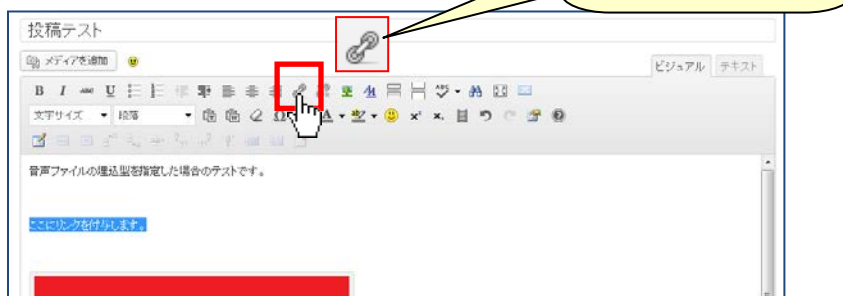 投稿テスト
メディアを追加
ビジュアル テキスト
B I ABC U
文字サイズ 段落
音声ファイルの埋込型を指定した場合のテストです。
ここにリンクを付与します。